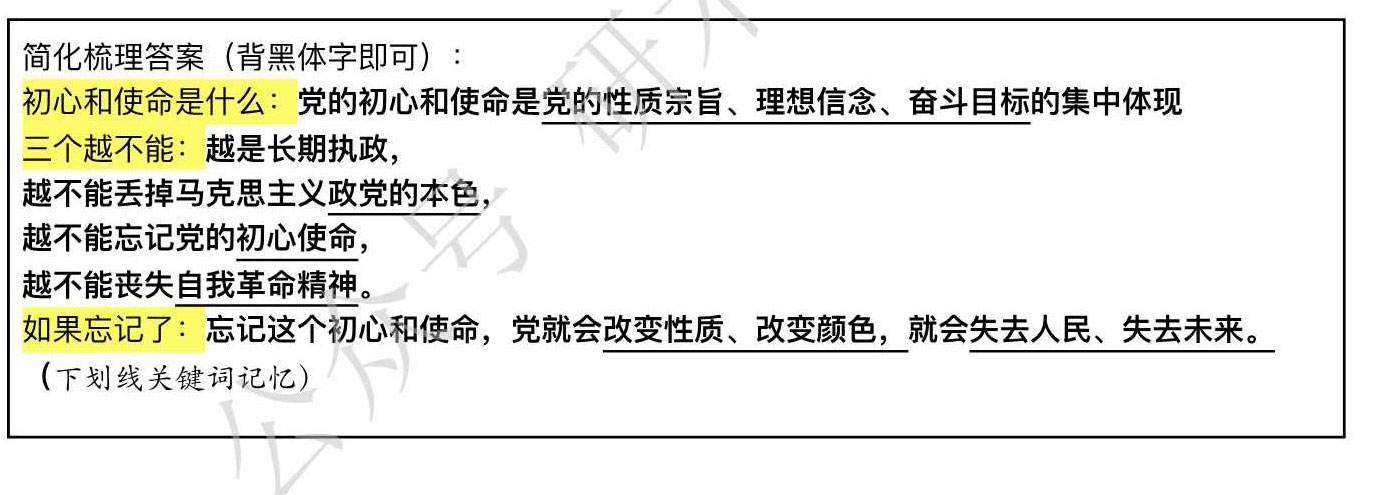 简化梳理答案（背黑体字即可）:
初心和使命是什么：党的初心和使命是党的性质宗旨、理想信念、奋斗目标的集中体现
三个越不能：越是长期执政，
越不能丢掉马克思主义政党的本色，
越不能忘记党的初心使命，
越不能丧失自我革命精神。
如果忘记了：忘记这个初心和使命，党就会改变性质、改变颜色，就会失去人民、失去未来。
（下划线关键词记忆）
公众号 研